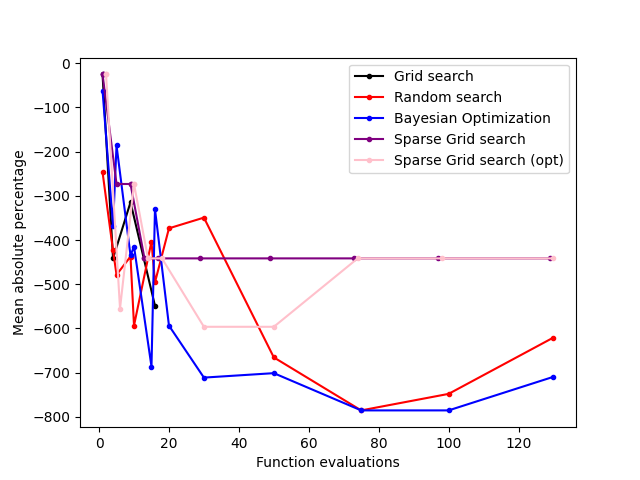 0
−100
−200
−300
−400
−500
−600
−700
−800
Mean absolute percentage
0 20 40 60 80 100 120
Function evaluations
Grid search
Random search
Bayesian Optimization
Sparse Grid search
Sparse Grid search (opt)